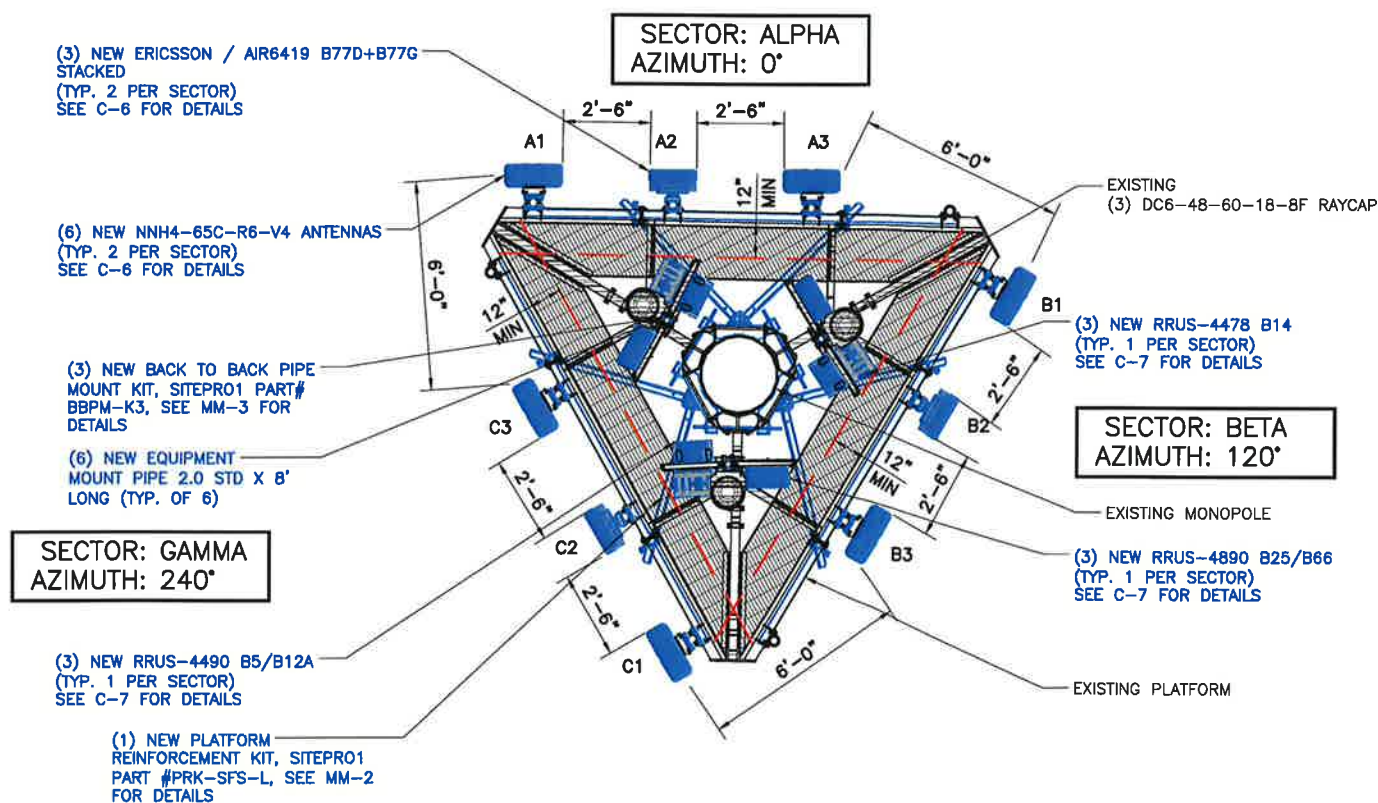 SECTOR: ALPHA
AZIMUTH: 0°
(3) NEW ERICSSON / AIR6419 B77D+B77G
STACKED
(TYP. 2 PER SECTOR)
SEE C-6 FOR DETAILS
2'-6"
2'-6"
A1
A2
A3
6'-0"
12"
MIN
EXISTING
(3) DC6-48-60-18-8F RAYCAP
(6) NEW NNH4-65C-R6-V4 ANTENNAS
(TYP. 2 PER SECTOR)
SEE C-6 FOR DETAILS
6'-0"
12"
MIN
B1
(3) NEW RRUS-4478 B14
(TYP. 1 PER SECTOR)
SEE C-7 FOR DETAILS
2'-6"
(3) NEW BACK TO BACK PIPE
MOUNT KIT, SITEPRO1 PART#
BBPM-K3, SEE MM-3 FOR
DETAILS
C3
B2
SECTOR: BETA
AZIMUTH: 120°
(6) NEW EQUIPMENT
MOUNT PIPE 2.0 STD X 8'
LONG (TYP. OF 6)
2'-6"
12"
MIN
2'-6"
EXISTING MONOPOLE
SECTOR: GAMMA
AZIMUTH: 240°
C2
B3
(3) NEW RRUS-4890 B25/B66
(TYP. 1 PER SECTOR)
SEE C-7 FOR DETAILS
2'-6"
(3) NEW RRUS-4490 B5/B12A
(TYP. 1 PER SECTOR)
SEE C-7 FOR DETAILS
C1
6'-0"
EXISTING PLATFORM
(1) NEW PLATFORM
REINFORCEMENT KIT, SITEPRO1
PART #PRK-SFS-L, SEE MM-2
FOR DETAILS